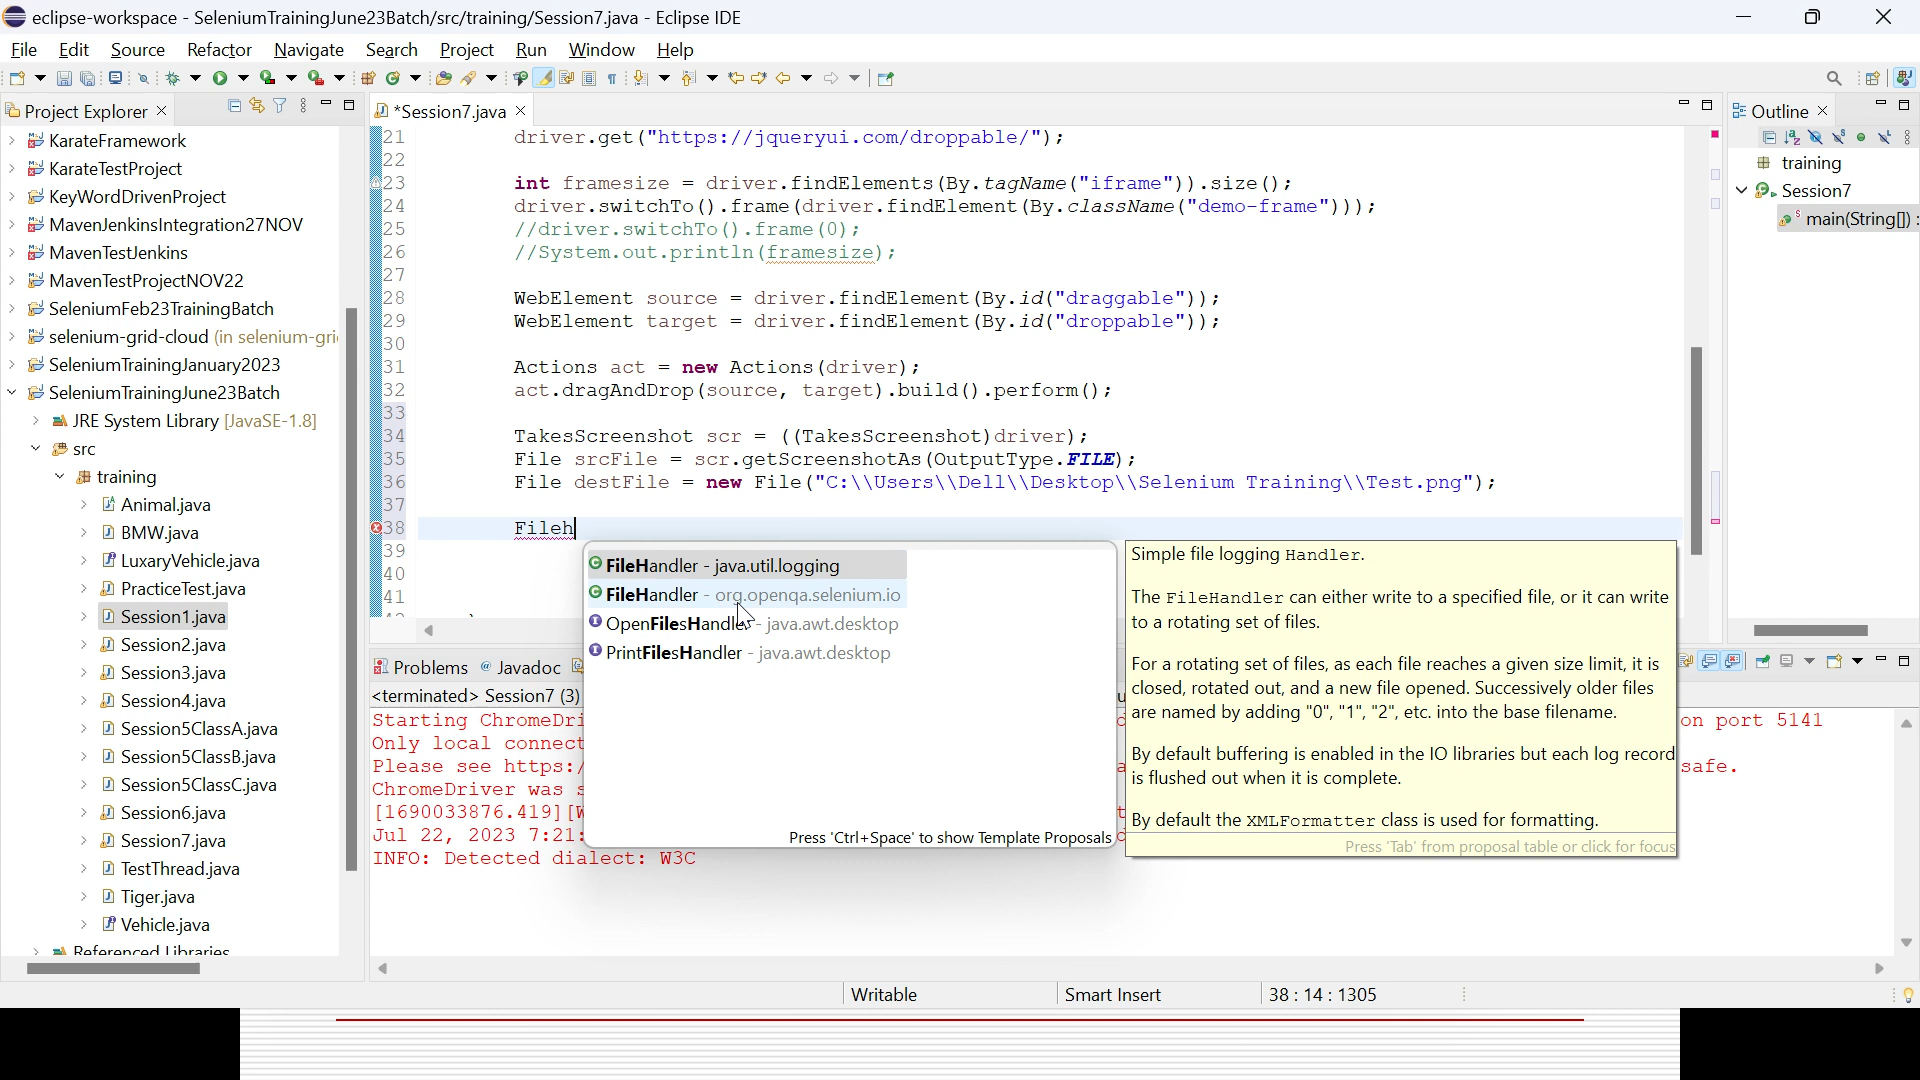 eclipse-workspace - SeleniumTrainingJune23Batch/src/training/Session7.java - Eclipse IDE
File Edit Source Refactor Navigate Search Project Run Window Help
Project Explorer
*Session7.java
Outline
KarateFramework
KarateTestProject
KeyWordDrivenProject
MavenJenkinsIntegration27NOV
MavenTestJenkins
MavenTestProjectNOV22
SeleniumFeb23TrainingBatch
selenium-grid-cloud (in selenium-gri
SeleniumTrainingJanuary2023
SeleniumTrainingJune23Batch
JRE System Library [JavaSE-1.8]
src
training
Animal.java
BMW.java
LuxaryVehicle.java
PracticeTest.java
Session1.java
Session2.java
Session3.java
Session4.java
Session5ClassA.java
Session5ClassB.java
Session5ClassC.java
Session6.java
Session7.java
TestThread.java
Tiger.java
Vehicle.java
Referenced Libraries
21 driver.get("https://jqueryui.com/droppable/");
22
23 int framesize = driver.findElements(By.tagName("iframe")).size();
24 driver.switchTo().frame(driver.findElement(By.className("demo-frame")));
25 //driver.switchTo().frame(0);
26 //System.out.println(framesize);
27
28 WebElement source = driver.findElement(By.id("draggable"));
29 WebElement target = driver.findElement(By.id("droppable"));
30
31 Actions act = new Actions(driver);
32 act.dragAndDrop(source, target).build().perform();
33
34 TakesScreenshot scr = ((TakesScreenshot)driver);
35 File srcFile = scr.getScreenshotAs(OutputType.FILE);
36 File destFile = new File("C:\\Users\\Dell\\Desktop\\Selenium Training\\Test.png");
37
38 Fileh
39
40
41
FileHandler - java.util.logging
FileHandler - org.openqa.selenium.io
OpenFilesHandler - java.awt.desktop
PrintFilesHandler - java.awt.desktop
Press 'Ctrl+Space' to show Template Proposals
Simple file logging Handler.
The FileHandler can either write to a specified file, or it can write
to a rotating set of files.
For a rotating set of files, as each file reaches a given size limit, it is
closed, rotated out, and a new file opened. Successively older files
are named by adding "0", "1", "2", etc. into the base filename.
By default buffering is enabled in the IO libraries but each log record
is flushed out when it is complete.
By default the XMLFormatter class is used for formatting.
Press 'Tab' from proposal table or click for focus
training
Session7
main(String[]) :
Problems Javadoc
<terminated> Session7 (3)
Starting ChromeDri on port 5141
Only local connect
Please see https:/ safe.
ChromeDriver was s
[1690033876.419][W
Jul 22, 2023 7:21:
INFO: Detected dialect: W3C
Writable Smart Insert 38 : 14 : 1305